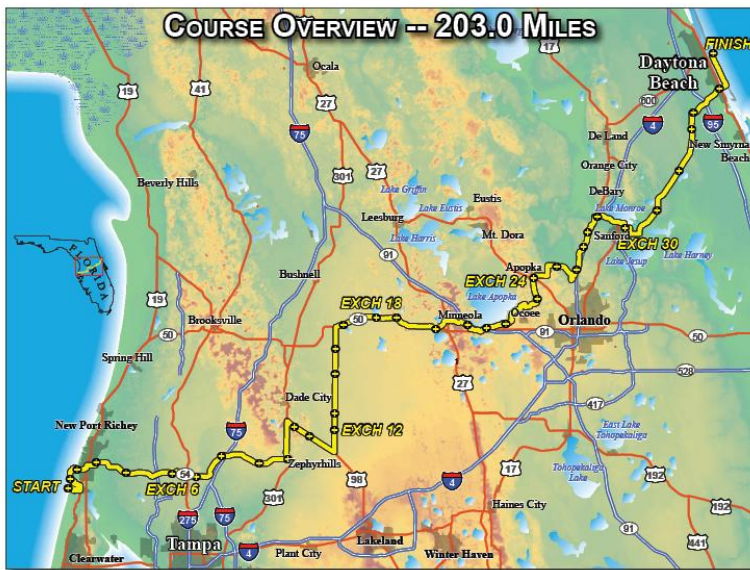 COURSE OVERVIEW -- 203.0 MILES
FINISH
17
Daytona
Beach
Ocala
19
41
27
75
600
4
95
De Land
New Smyrna
Beach
Orange City
301
27
Beverly Hills
Lake Griffin
Eustis
DeBary
Lake Eustis
Leesburg
Lake Monroe
Mt. Dora
Sanford
EXCH 30
Lake Harris
FLORIDA
91
Lake Jesup
Lake Harney
Bushnell
Apopka
EXCH 24
19
EXCH 18
Lake Apopka
Ocoee
Brooksville
50
Minneola
Orlando
50
91
50
Spring Hill
27
528
Dade City
417
New Port Richey
75
EXCH 12
East Lake
Tohopekaliga
Zephyrhills
START
54
EXCH 6
98
17
Tohopekaliga
Lake
192
4
301
Haines City
192
275
75
91
Tampa
Lakeland
441
Clearwater
4
Plant City
Winter Haven